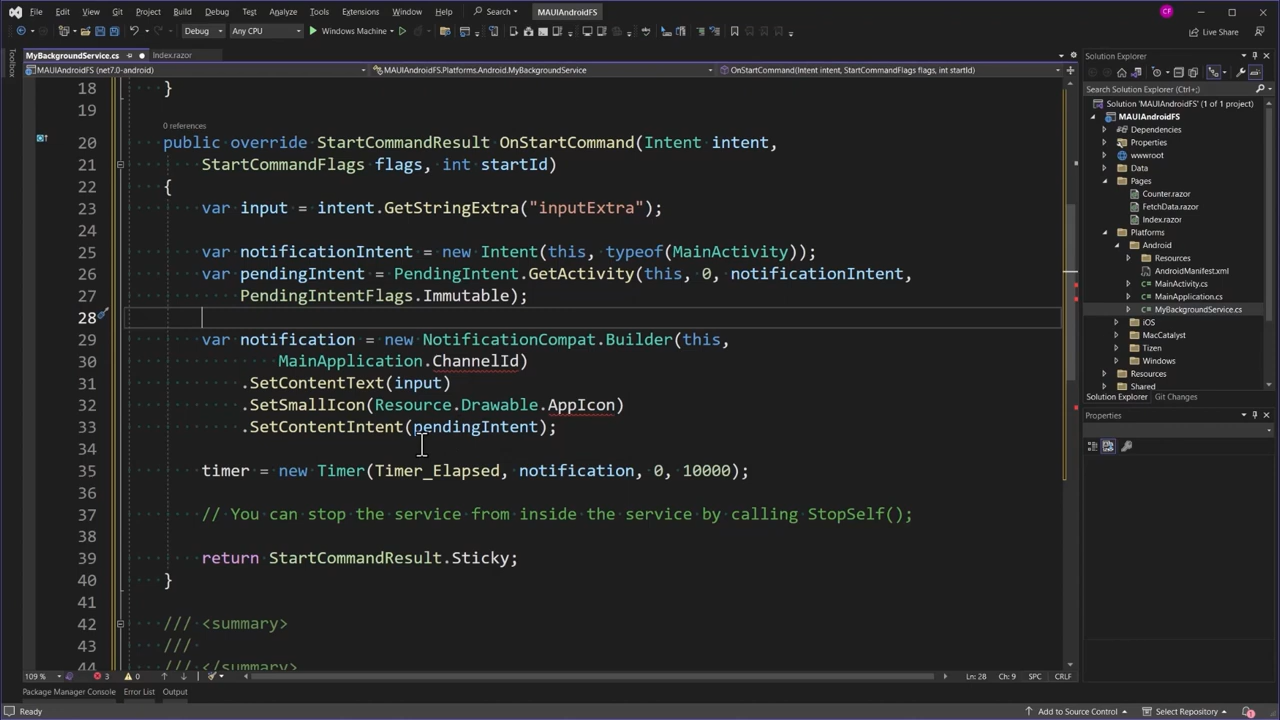 File Edit View Git Project Build Debug Test Analyze Tools Extensions Window Help Search MAUIAndroidFS CF
Debug Any CPU Windows Machine Live Share
MyBackgroundService.cs Index.razor
MAUIAndroidFS (net7.0-android) MAUIAndroidFS.Platforms.Android.MyBackgroundService OnStartCommand(Intent intent, StartCommandFlags flags, int startId)
Toolbox
18 }
19
0 references
20 public override StartCommandResult OnStartCommand(Intent intent,
21 StartCommandFlags flags, int startId)
22 {
23 var input = intent.GetStringExtra("inputExtra");
24
25 var notificationIntent = new Intent(this, typeof(MainActivity));
26 var pendingIntent = PendingIntent.GetActivity(this, 0, notificationIntent,
27 PendingIntentFlags.Immutable);
28
29 var notification = new NotificationCompat.Builder(this,
30 MainApplication.ChannelId)
31 .SetContentText(input)
32 .SetSmallIcon(Resource.Drawable.AppIcon)
33 .SetContentIntent(pendingIntent);
34
35 timer = new Timer(Timer_Elapsed, notification, 0, 10000);
36
37 // You can stop the service from inside the service by calling StopSelf();
38
39 return StartCommandResult.Sticky;
40 }
41
42 /// <summary>
43 ///
44 /// </summary>
109 % 3 0 Ln: 28 Ch: 9 SPC CRLF
Package Manager Console Error List Output
Ready Add to Source Control Select Repository 1
Solution Explorer
Search Solution Explorer (Ctrl+;)
Solution 'MAUIAndroidFS' (1 of 1 project)
MAUIAndroidFS
Dependencies
Properties
wwwroot
Data
Pages
Counter.razor
FetchData.razor
Index.razor
Platforms
Android
Resources
AndroidManifest.xml
MainActivity.cs
MainApplication.cs
MyBackgroundService.cs
iOS
MacCatalyst
Tizen
Windows
Resources
Shared
Solution Explorer Git Changes
Properties